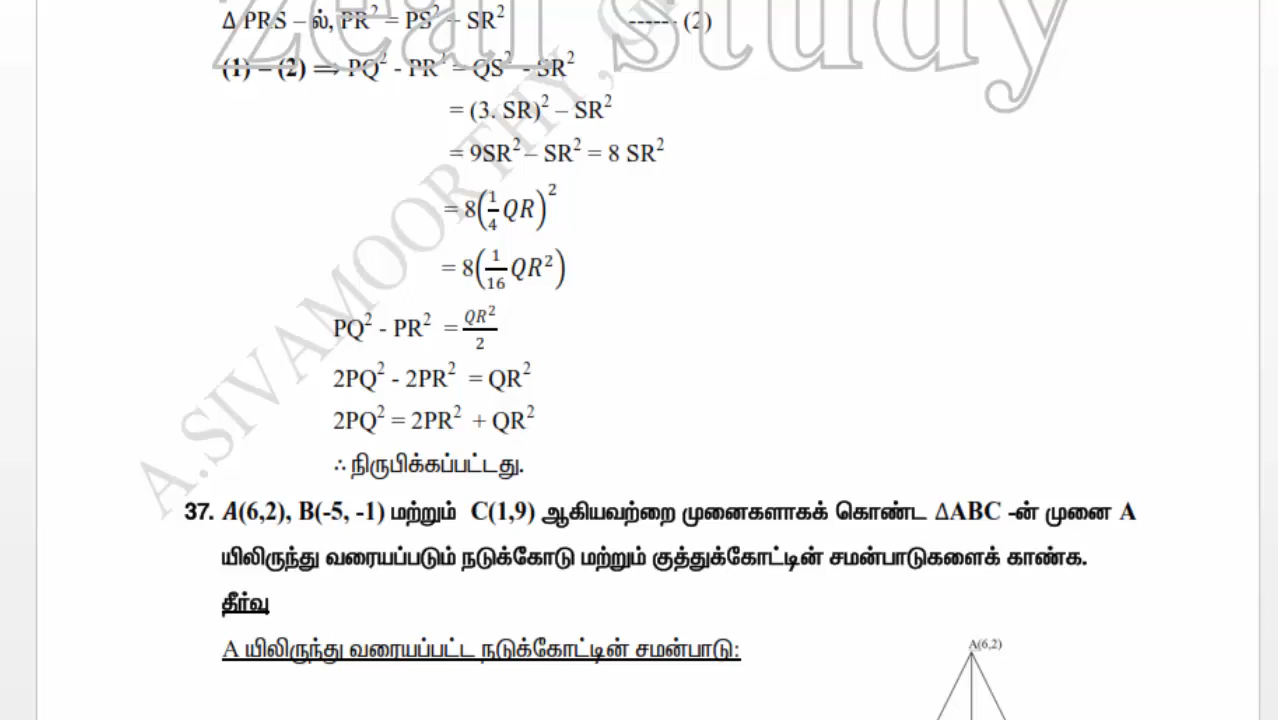 Δ PRS – ல், PR² = PS² – SR² ------ (2)
zeal study
(1) – (2) ⟹ PQ² - PR² = QS² - SR²
= (3. SR)² – SR²
= 9SR² – SR² = 8 SR²
= 8(1/4 QR)²
= 8(1/16 QR²)
PQ² - PR² = QR²/2
2PQ² - 2PR² = QR²
2PQ² = 2PR² + QR²
∴ நிருபிக்கப்பட்டது.
A.SIVAMOORTHY,
37. A(6,2), B(-5, -1) மற்றும் C(1,9) ஆகியவற்றை முனைகளாகக் கொண்ட ΔABC -ன் முனை A
யிலிருந்து வரையப்படும் நடுக்கோடு மற்றும் குத்துக்கோட்டின் சமன்பாடுகளைக் காண்க.
தீர்வு
A யிலிருந்து வரையப்பட்ட நடுக்கோட்டின் சமன்பாடு:
A(6,2)